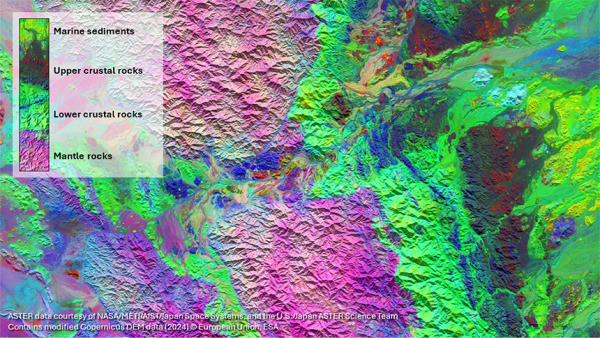 Marine sediments
Upper crustal rocks
Lower crustal rocks
Mantle rocks
ASTER data courtesy of NASA/METI/AIST/Japan Space Systems, and the U.S./Japan ASTER Science Team
Contains modified Copernicus DEM data (2024) © European Union, ESA